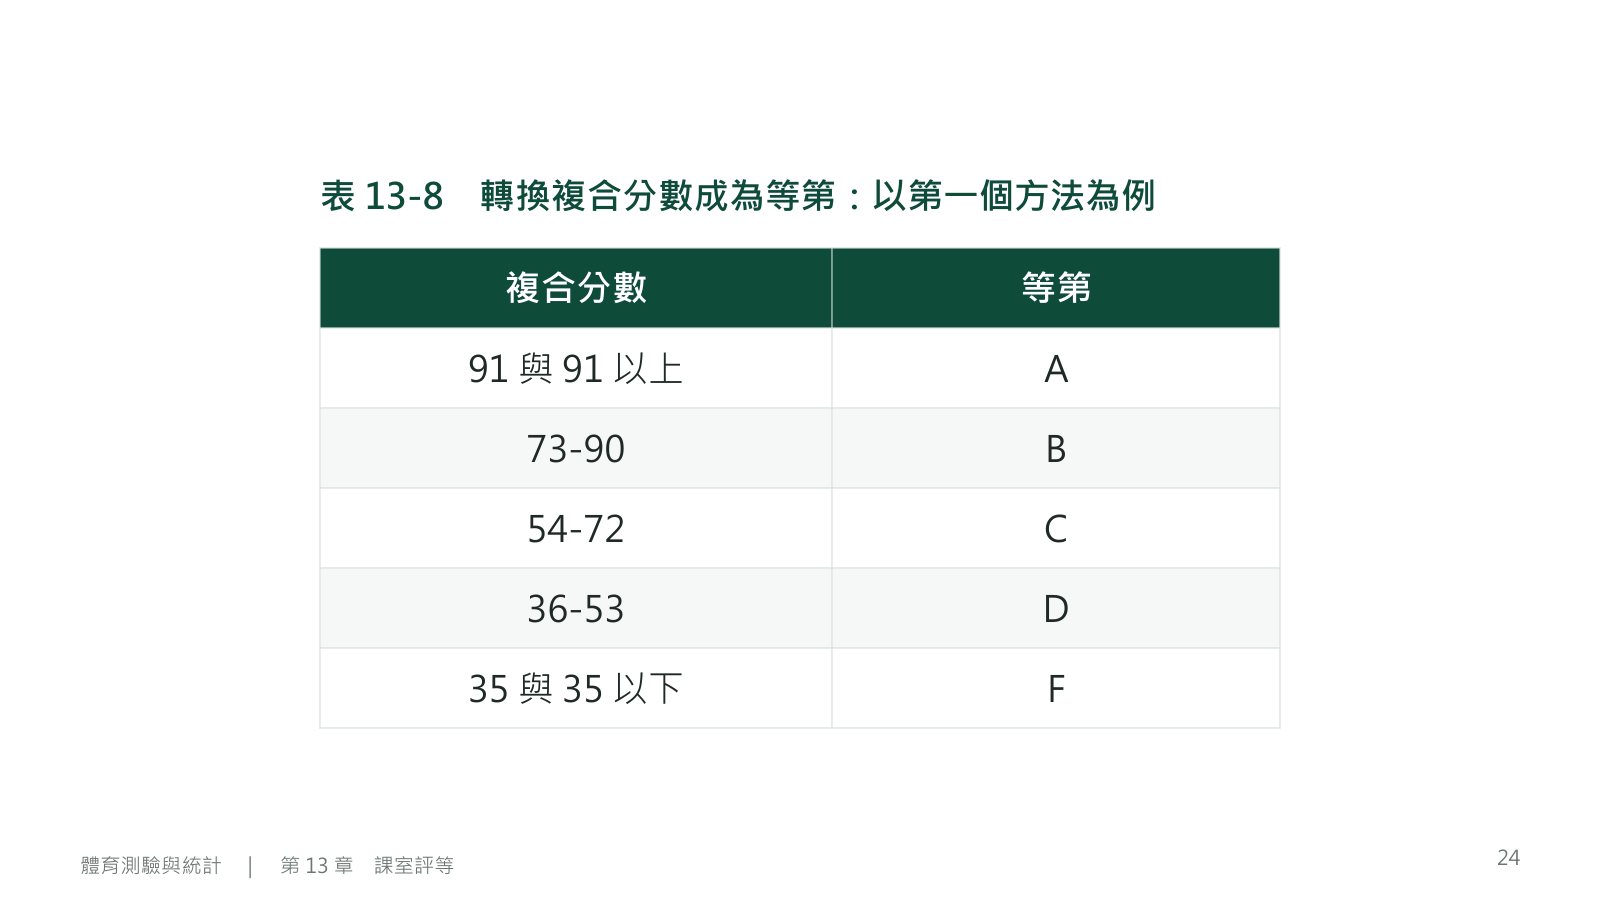 表 13-8　轉換複合分數成為等第：以第一個方法為例
複合分數 等第
91 與 91 以上 A
73-90 B
54-72 C
36-53 D
35 與 35 以下 F
體育測驗與統計　|　第 13 章　課室評等
24